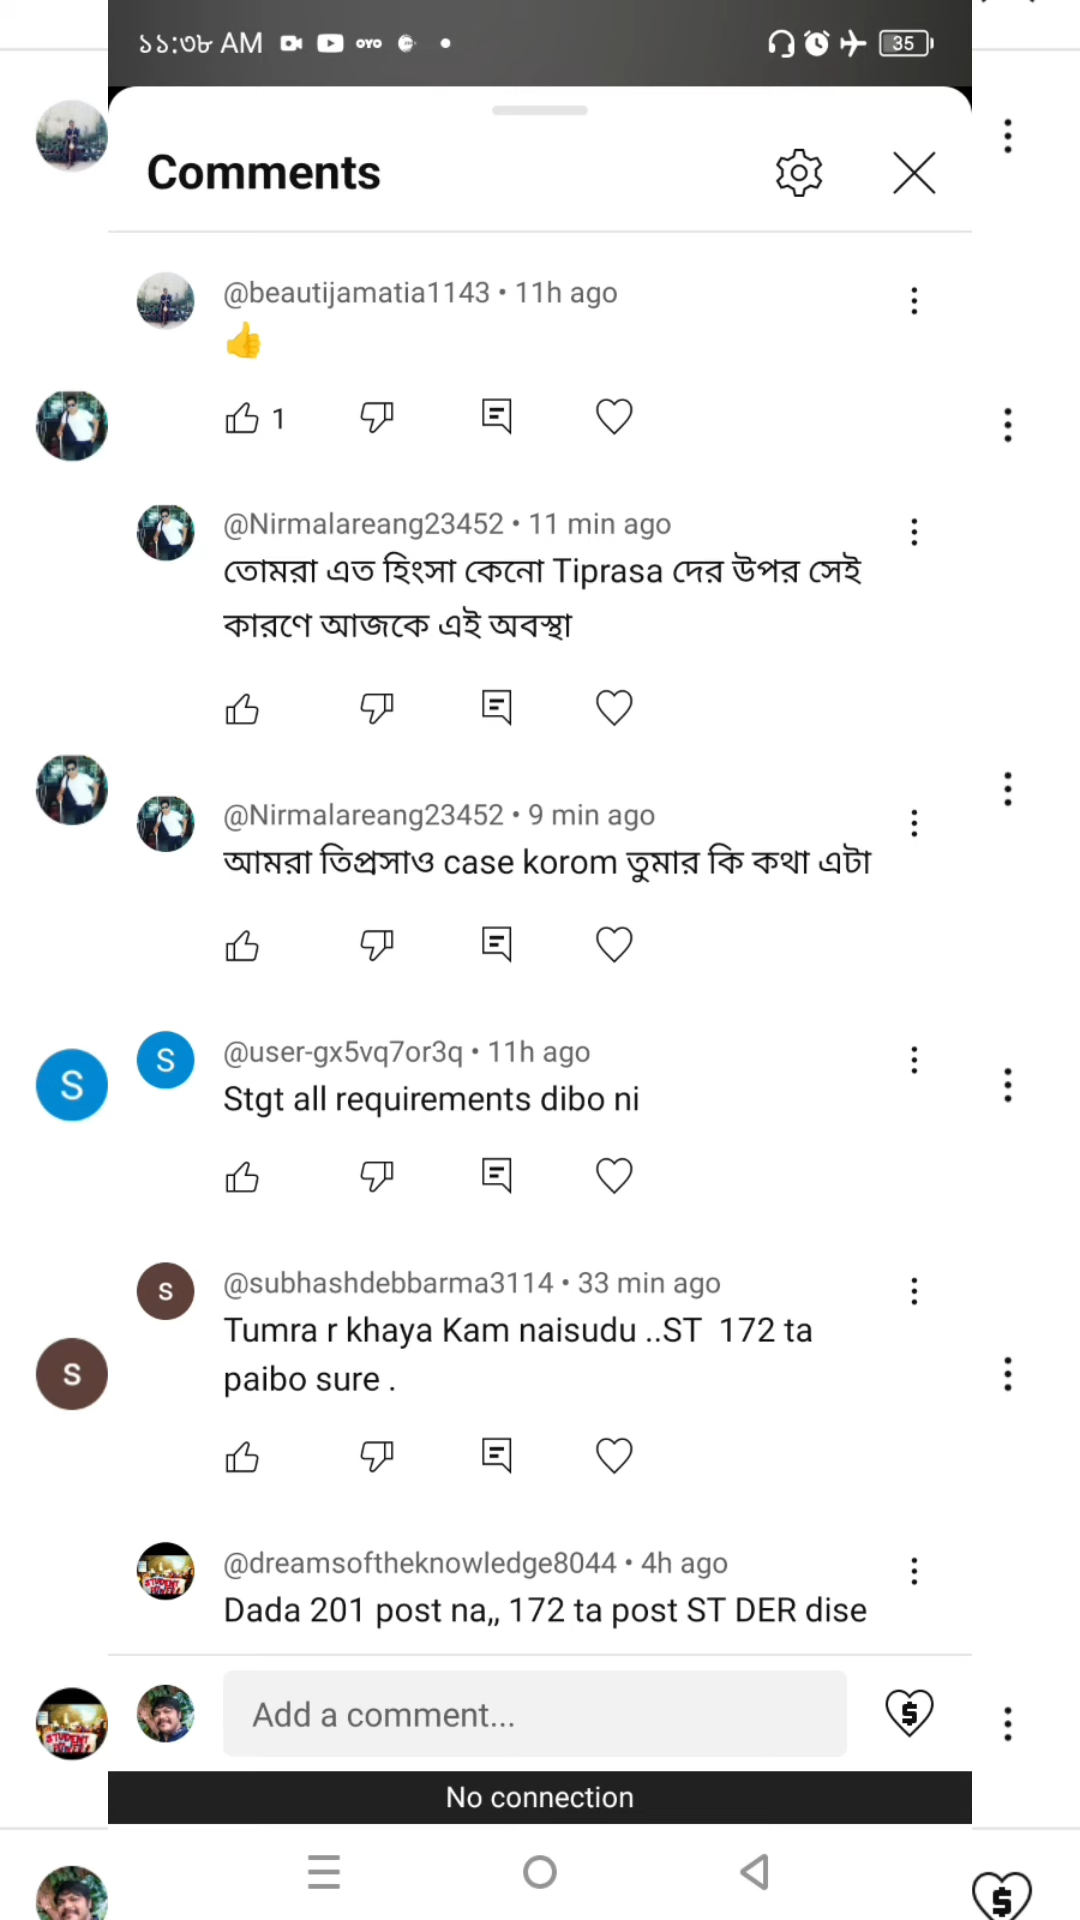 ১১:৩৮ AM oyo 35
Comments
@beautijamatia1143 • 11h ago
👍
1
@Nirmalareang23452 • 11 min ago
তোমরা এত হিংসা কেনো Tiprasa দের উপর সেই
কারণে আজকে এই অবস্থা
@Nirmalareang23452 • 9 min ago
আমরা তিপ্রসাও case korom তুমার কি কথা এটা
S S @user-gx5vq7or3q • 11h ago
Stgt all requirements dibo ni
S @subhashdebbarma3114 • 33 min ago
Tumra r khaya Kam naisudu ..ST 172 ta
S paibo sure .
@dreamsoftheknowledge8044 • 4h ago
Dada 201 post na,, 172 ta post ST DER dise
Add a comment...
No connection